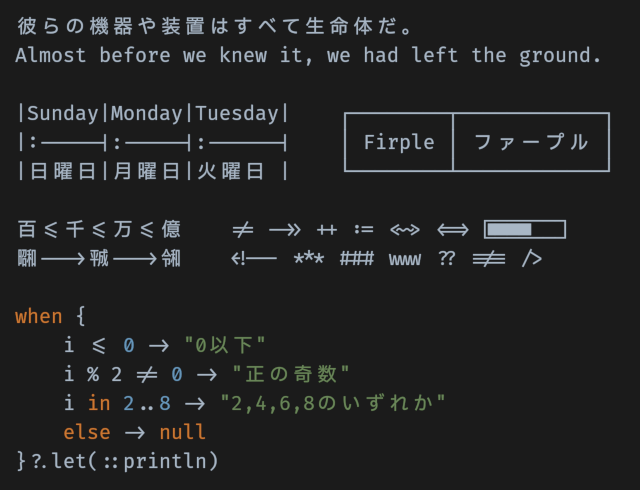 彼らの機器や装置はすべて生命体だ。
Almost before we knew it, we had left the ground.
|Sunday|Monday|Tuesday|
|:-----|:-----|:------|
|日曜日|月曜日|火曜日 |
Firple ファープル
百<=千<=万<=億 != -->> ++ := <~> <=>
--->--->  <!--- *** ### www ?? !== />
when {
    i <= 0 -> "0以下"
    i % 2 != 0 -> "正の奇数"
    i in 2..8 -> "2,4,6,8のいずれか"
    else -> null
}?.let(::println)